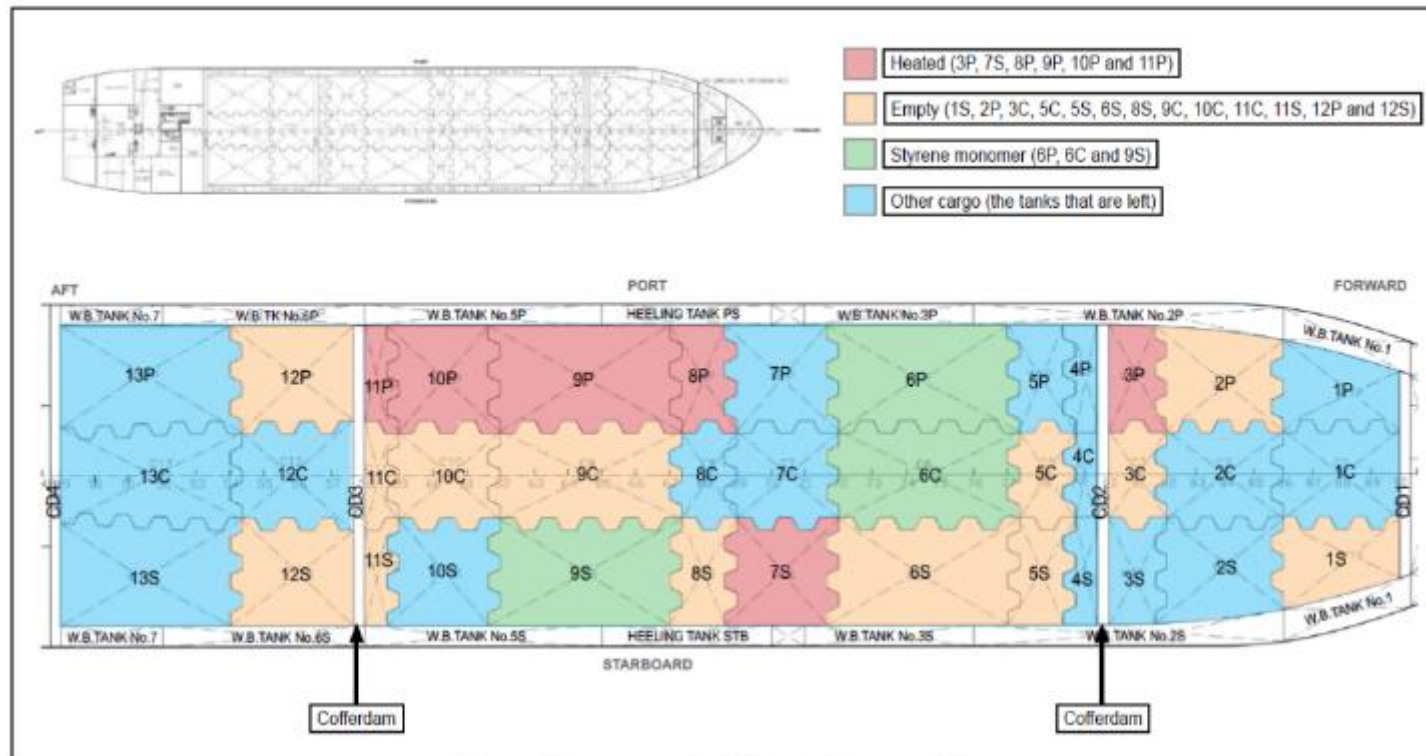 Heated (3P, 7S, 8P, 9P, 10P and 11P)
Empty (1S, 2P, 3C, 5C, 5S, 6S, 8S, 9C, 10C, 11C, 11S, 12P and 12S)
Styrene monomer (6P, 6C and 9S)
Other cargo (the tanks that are left)
AFT PORT FORWARD
W.B.TANK No.7 W.B.TK No.6P W.B.TANK No.5P HEELING TANK PS W.B.TANK No.3P W.B.TANK No.2P W.B.TANK No.1
13P 12P 11P 10P 9P 8P 7P 6P 5P 4P 3P 2P 1P
CD4 13C 12C CD3 11C 10C 9C 8C 7C 6C 5C 4C CD2 3C 2C 1C CD1
13S 12S 11S 10S 9S 8S 7S 6S 5S 4S 3S 2S 1S
W.B.TANK No.7 W.B.TANK No.6S W.B.TANK No.5S HEELING TANK STB W.B.TANK No.3S W.B.TANK No.2S W.B.TANK No.1
STARBOARD
Cofferdam Cofferdam